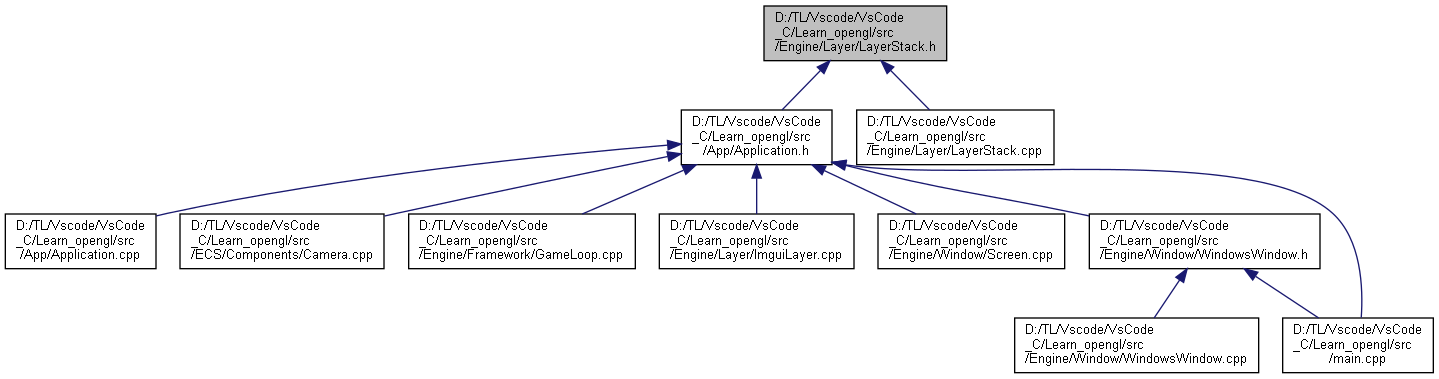 D:/TL/Vscode/VsCode
_C/Learn_opengl/src
/Engine/Layer/LayerStack.h
D:/TL/Vscode/VsCode
_C/Learn_opengl/src
/App/Application.h
D:/TL/Vscode/VsCode
_C/Learn_opengl/src
/Engine/Layer/LayerStack.cpp
D:/TL/Vscode/VsCode
_C/Learn_opengl/src
/App/Application.cpp
D:/TL/Vscode/VsCode
_C/Learn_opengl/src
/ECS/Components/Camera.cpp
D:/TL/Vscode/VsCode
_C/Learn_opengl/src
/Engine/Framework/GameLoop.cpp
D:/TL/Vscode/VsCode
_C/Learn_opengl/src
/Engine/Layer/ImguiLayer.cpp
D:/TL/Vscode/VsCode
_C/Learn_opengl/src
/Engine/Window/Screen.cpp
D:/TL/Vscode/VsCode
_C/Learn_opengl/src
/Engine/Window/WindowsWindow.h
D:/TL/Vscode/VsCode
_C/Learn_opengl/src
/Engine/Window/WindowsWindow.cpp
D:/TL/Vscode/VsCode
_C/Learn_opengl/src
/main.cpp